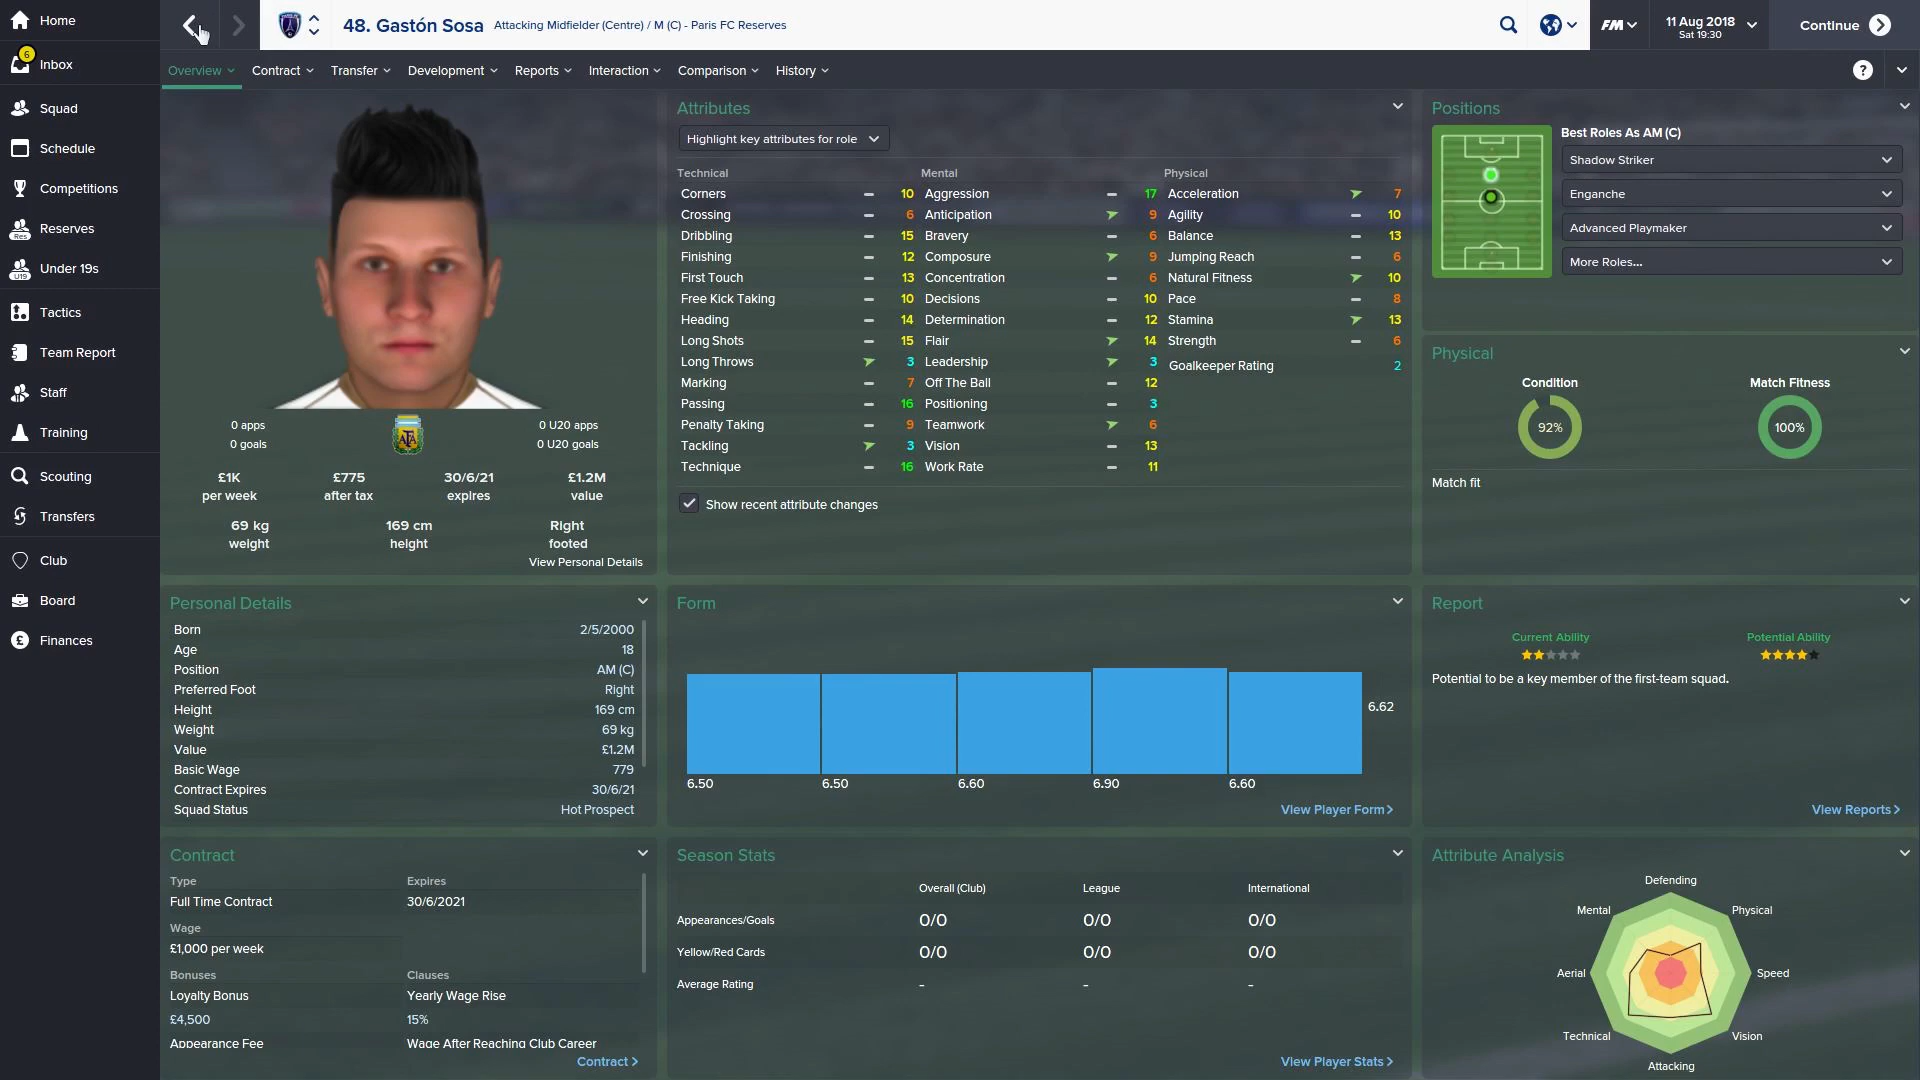 Home
6
Inbox
Squad
Schedule
Competitions
Res
Reserves
U19
Under 19s
Tactics
Team Report
Staff
Training
Scouting
Transfers
Club
Board
Finances
48. Gastón Sosa Attacking Midfielder (Centre) / M (C) - Paris FC Reserves
FM
11 Aug 2018
Sat 19:30
Continue
Overview Contract Transfer Development Reports Interaction Comparison History
?
0 apps
0 goals
AFA
0 U20 apps
0 U20 goals
£1K per week
£775 after tax
30/6/21 expires
£1.2M value
69 kg weight
169 cm height
Right footed
View Personal Details
Attributes
Highlight key attributes for role
Technical Mental Physical
Corners 10 Aggression 17 Acceleration 7
Crossing 6 Anticipation 9 Agility 10
Dribbling 15 Bravery 6 Balance 13
Finishing 12 Composure 9 Jumping Reach 6
First Touch 13 Concentration 6 Natural Fitness 10
Free Kick Taking 10 Decisions 10 Pace 8
Heading 14 Determination 12 Stamina 13
Long Shots 15 Flair 14 Strength 6
Long Throws 3 Leadership 3 Goalkeeper Rating 2
Marking 7 Off The Ball 12
Passing 16 Positioning 3
Penalty Taking 9 Teamwork 6
Tackling 3 Vision 13
Technique 16 Work Rate 11
Show recent attribute changes
Positions
Best Roles As AM (C)
Shadow Striker
Enganche
Advanced Playmaker
More Roles...
Physical
Condition Match Fitness
92% 100%
Match fit
Personal Details
Born 2/5/2000
Age 18
Position AM (C)
Preferred Foot Right
Height 169 cm
Weight 69 kg
Value £1.2M
Basic Wage 779
Contract Expires 30/6/21
Squad Status Hot Prospect
Form
6.62
6.50 6.50 6.60 6.90 6.60
View Player Form >
Report
Current Ability Potential Ability
Potential to be a key member of the first-team squad.
View Reports >
Contract
Type Expires
Full Time Contract 30/6/2021
Wage
£1,000 per week
Bonuses Clauses
Loyalty Bonus Yearly Wage Rise
£4,500 15%
Appearance Fee Wage After Reaching Club Career
Contract >
Season Stats
Overall (Club) League International
Appearances/Goals 0/0 0/0 0/0
Yellow/Red Cards 0/0 0/0 0/0
Average Rating - - -
View Player Stats >
Attribute Analysis
Defending
Mental Physical
Aerial Speed
Technical Vision
Attacking